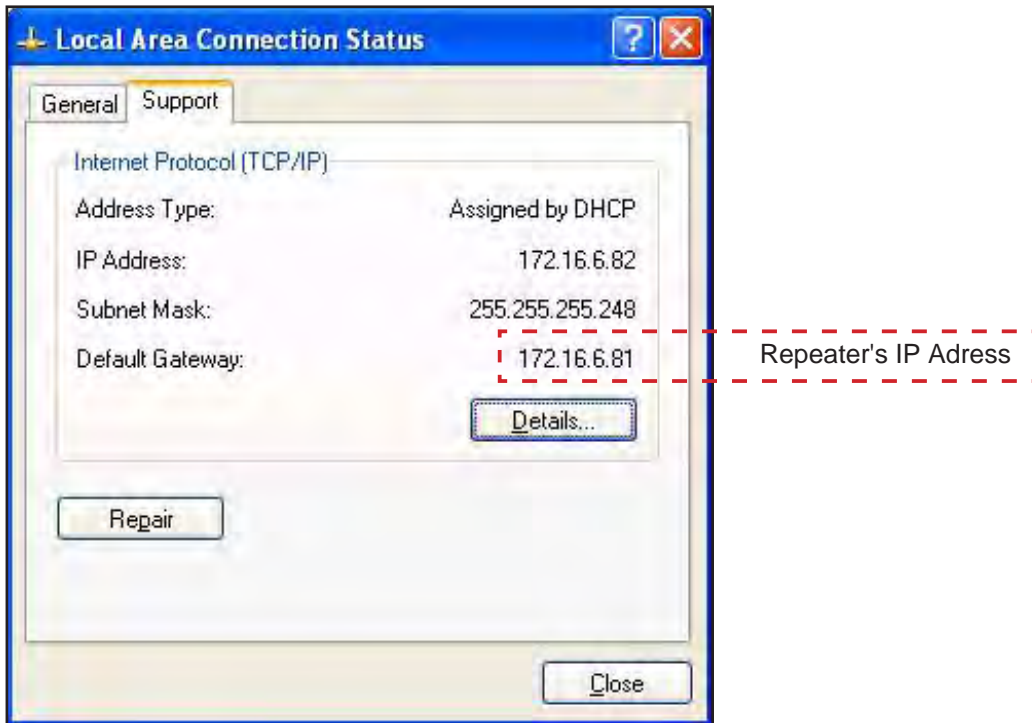 Local Area Connection Status
General Support
Internet Protocol (TCP/IP)
Address Type: Assigned by DHCP
IP Address: 172.16.6.82
Subnet Mask: 255.255.255.248
Default Gateway: 172.16.6.81 Repeater's IP Adress
Details...
Repair
Close